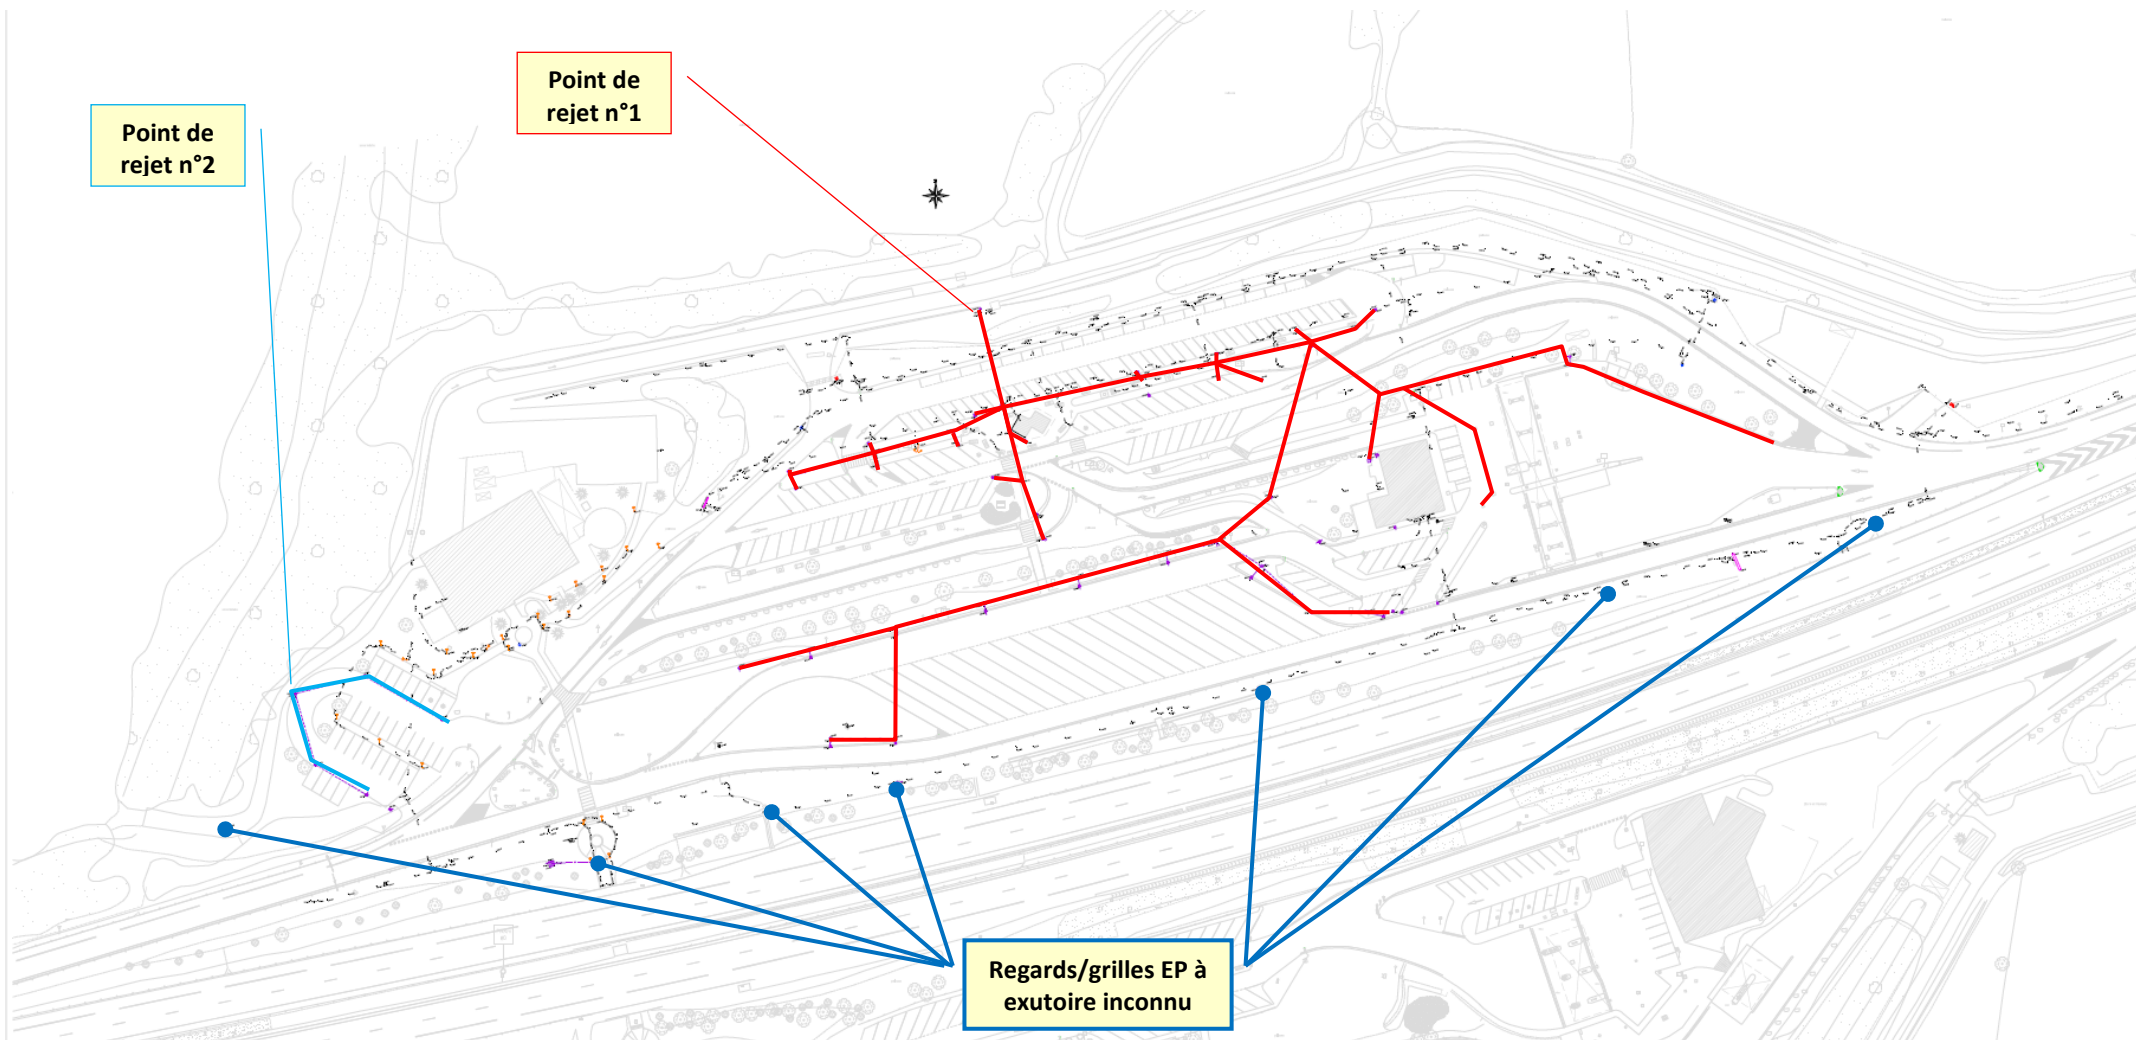 Point de
rejet n°1
Point de
rejet n°2
Regards/grilles EP à
exutoire inconnu